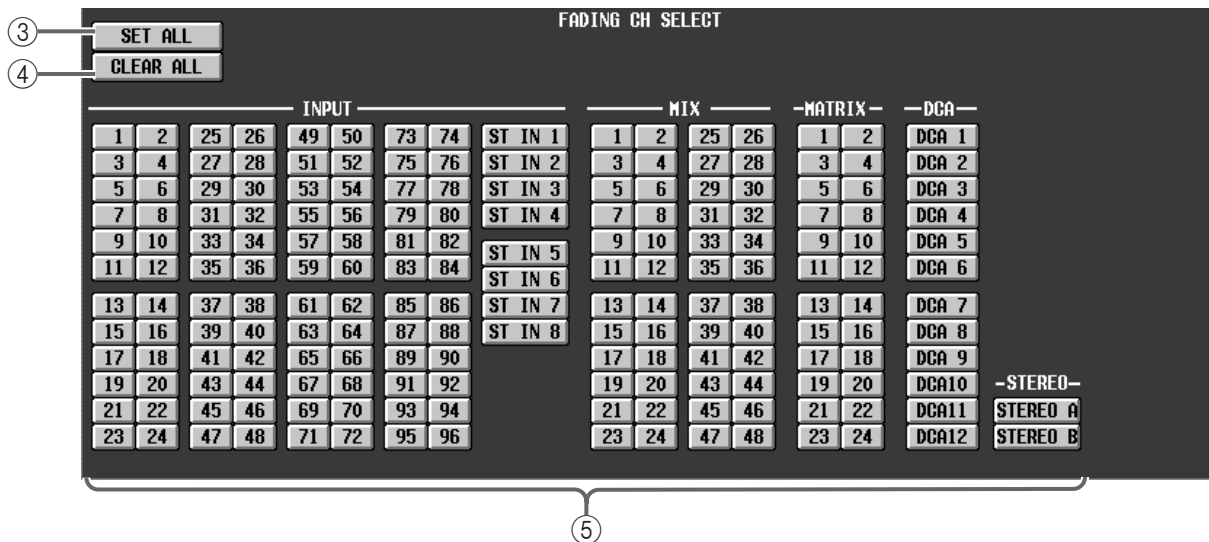 FADING CH SELECT
③ SET ALL
④ CLEAR ALL
INPUT MIX MATRIX DCA
1 2 25 26 49 50 73 74 ST IN 1 1 2 25 26 1 2 DCA 1
3 4 27 28 51 52 75 76 ST IN 2 3 4 27 28 3 4 DCA 2
5 6 29 30 53 54 77 78 ST IN 3 5 6 29 30 5 6 DCA 3
7 8 31 32 55 56 79 80 ST IN 4 7 8 31 32 7 8 DCA 4
9 10 33 34 57 58 81 82 ST IN 5 9 10 33 34 9 10 DCA 5
11 12 35 36 59 60 83 84 ST IN 6 11 12 35 36 11 12 DCA 6
13 14 37 38 61 62 85 86 ST IN 7 13 14 37 38 13 14 DCA 7
15 16 39 40 63 64 87 88 ST IN 8 15 16 39 40 15 16 DCA 8
17 18 41 42 65 66 89 90 17 18 41 42 17 18 DCA 9
19 20 43 44 67 68 91 92 19 20 43 44 19 20 DCA10 -STEREO-
21 22 45 46 69 70 93 94 21 22 45 46 21 22 DCA11 STEREO A
23 24 47 48 71 72 95 96 23 24 47 48 23 24 DCA12 STEREO B
⑤